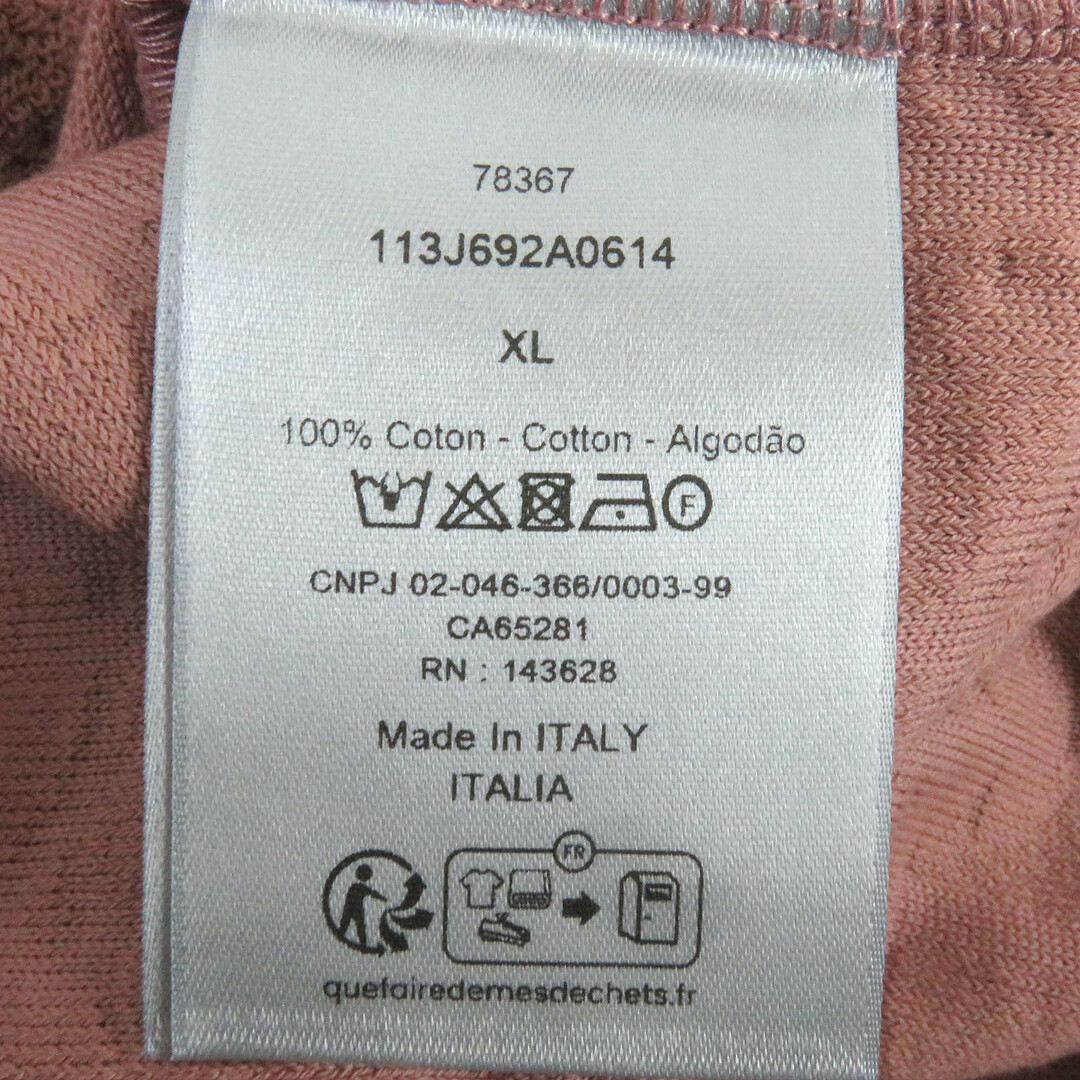 78367
113J692A0614
XL
100% Coton - Cotton - Algodão
F
CNPJ 02-046-366/0003-99
CA65281
RN : 143628
Made In ITALY
ITALIA
FR
quefairedemesdechets.fr